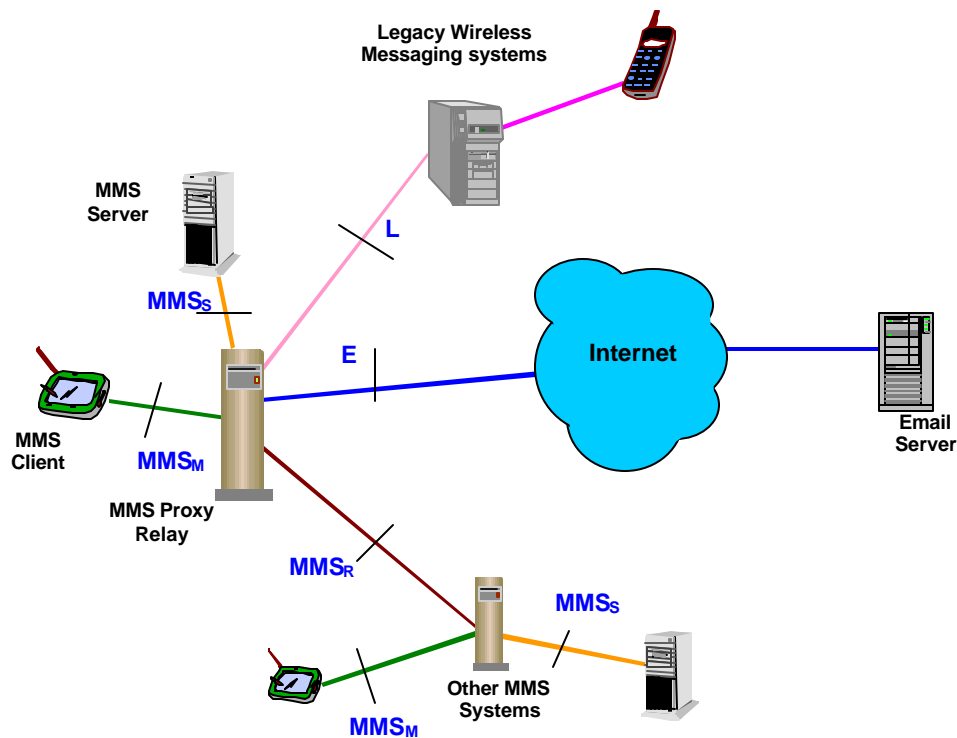 Legacy Wireless
Messaging systems
MMS
Server
L
MMSS
E
Internet
MMS
Client
MMSM
Email
Server
MMS Proxy
Relay
MMSR
MMSS
Other MMS
Systems
MMSM